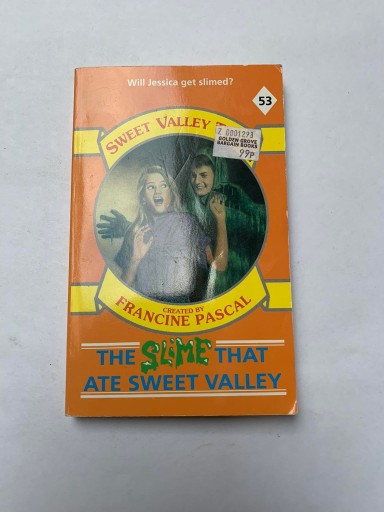 Will Jessica get slimed?
53
SWEET VALLEY T
Z 0001293
GOLDEN GROVE
BARGAIN BOOKS
99P
CREATED BY
FRANCINE PASCAL
THE SLIME THAT
ATE SWEET VALLEY